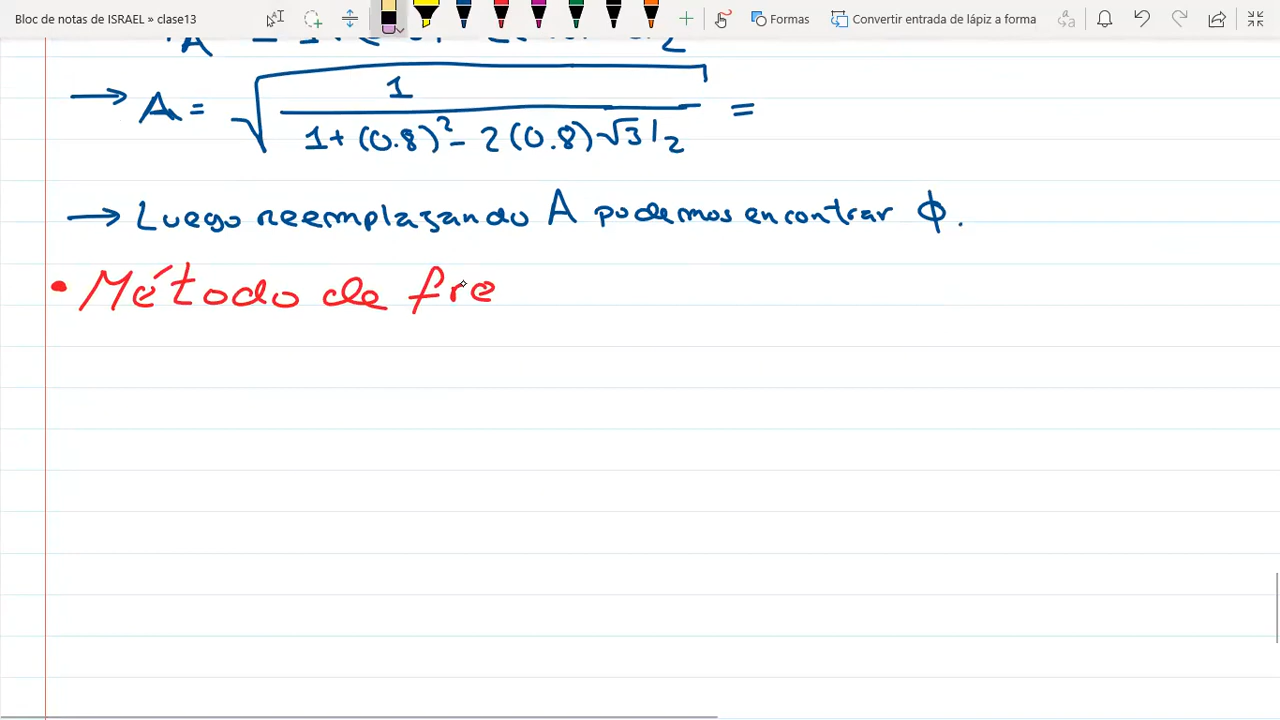 Bloc de notas de ISRAEL » clase13
Formas
Convertir entrada de lápiz a forma
→ A = √(1 / (1+(0.8)²- 2(0.8)√3/2)) =
→ Luego reemplazando A podemos encontrar ϕ.
• Método de fre